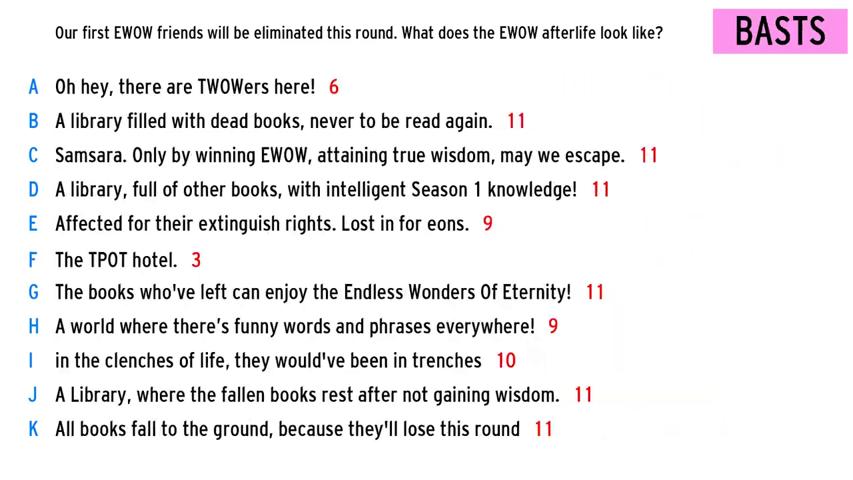 Our first EWOW friends will be eliminated this round. What does the EWOW afterlife look like?
BASTS
A Oh hey, there are TWOWers here! 6
B A library filled with dead books, never to be read again. 11
C Samsara. Only by winning EWOW, attaining true wisdom, may we escape. 11
D A library, full of other books, with intelligent Season 1 knowledge! 11
E Affected for their extinguish rights. Lost in for eons. 9
F The TPOT hotel. 3
G The books who've left can enjoy the Endless Wonders Of Eternity! 11
H A world where there's funny words and phrases everywhere! 9
I in the clenches of life, they would've been in trenches 10
J A Library, where the fallen books rest after not gaining wisdom. 11
K All books fall to the ground, because they'll lose this round 11